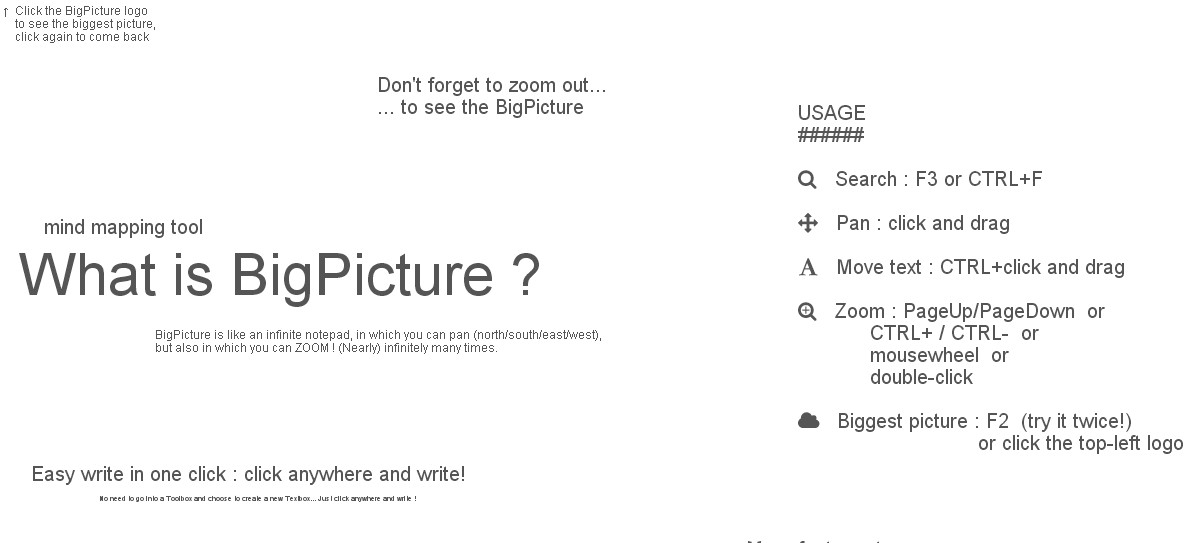 ↑ Click the BigPicture logo
to see the biggest picture,
click again to come back
Don't forget to zoom out...
... to see the BigPicture
mind mapping tool
What is BigPicture ?
BigPicture is like an infinite notepad, in which you can pan (north/south/east/west),
but also in which you can ZOOM ! (Nearly) infinitely many times.
Easy write in one click : click anywhere and write!
No need to go into a Toolbox and choose to create a new Textbox... Just click anywhere and write !
USAGE
######
Search : F3 or CTRL+F
Pan : click and drag
A Move text : CTRL+click and drag
Zoom : PageUp/PageDown or
CTRL+ / CTRL- or
mousewheel or
double-click
Biggest picture : F2 (try it twice!)
or click the top-left logo